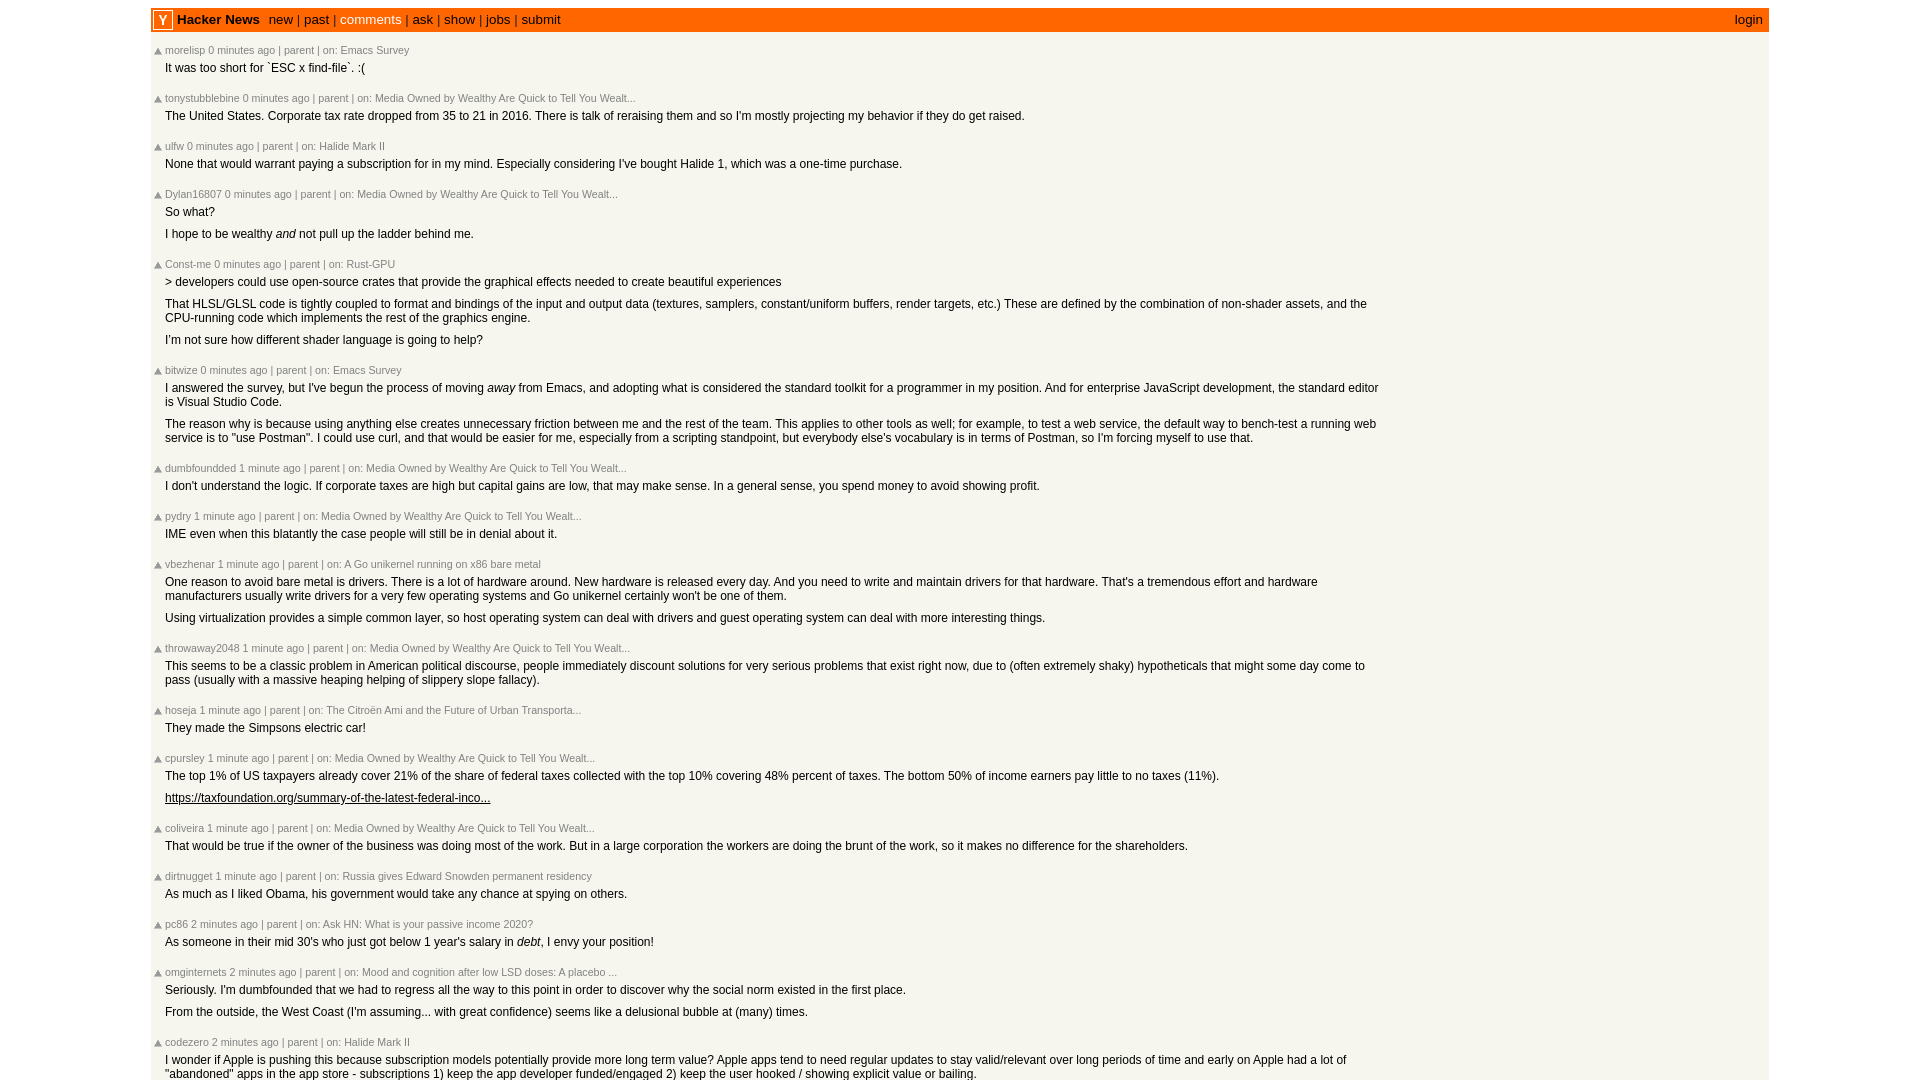 Y Hacker News new | past | comments | ask | show | jobs | submit login
morelisp 0 minutes ago | parent | on: Emacs Survey
It was too short for `ESC x find-file`. :(
tonystubblebine 0 minutes ago | parent | on: Media Owned by Wealthy Are Quick to Tell You Wealt...
The United States. Corporate tax rate dropped from 35 to 21 in 2016. There is talk of reraising them and so I'm mostly projecting my behavior if they do get raised.
ulfw 0 minutes ago | parent | on: Halide Mark II
None that would warrant paying a subscription for in my mind. Especially considering I've bought Halide 1, which was a one-time purchase.
Dylan16807 0 minutes ago | parent | on: Media Owned by Wealthy Are Quick to Tell You Wealt...
So what?
I hope to be wealthy and not pull up the ladder behind me.
Const-me 0 minutes ago | parent | on: Rust-GPU
> developers could use open-source crates that provide the graphical effects needed to create beautiful experiences
That HLSL/GLSL code is tightly coupled to format and bindings of the input and output data (textures, samplers, constant/uniform buffers, render targets, etc.) These are defined by the combination of non-shader assets, and the
CPU-running code which implements the rest of the graphics engine.
I'm not sure how different shader language is going to help?
bitwize 0 minutes ago | parent | on: Emacs Survey
I answered the survey, but I've begun the process of moving away from Emacs, and adopting what is considered the standard toolkit for a programmer in my position. And for enterprise JavaScript development, the standard editor
is Visual Studio Code.
The reason why is because using anything else creates unnecessary friction between me and the rest of the team. This applies to other tools as well; for example, to test a web service, the default way to bench-test a running web
service is to "use Postman". I could use curl, and that would be easier for me, especially from a scripting standpoint, but everybody else's vocabulary is in terms of Postman, so I'm forcing myself to use that.
dumbfoundded 1 minute ago | parent | on: Media Owned by Wealthy Are Quick to Tell You Wealt...
I don't understand the logic. If corporate taxes are high but capital gains are low, that may make sense. In a general sense, you spend money to avoid showing profit.
pydry 1 minute ago | parent | on: Media Owned by Wealthy Are Quick to Tell You Wealt...
IME even when this blatantly the case people will still be in denial about it.
vbezhenar 1 minute ago | parent | on: A Go unikernel running on x86 bare metal
One reason to avoid bare metal is drivers. There is a lot of hardware around. New hardware is released every day. And you need to write and maintain drivers for that hardware. That's a tremendous effort and hardware
manufacturers usually write drivers for a very few operating systems and Go unikernel certainly won't be one of them.
Using virtualization provides a simple common layer, so host operating system can deal with drivers and guest operating system can deal with more interesting things.
throwaway2048 1 minute ago | parent | on: Media Owned by Wealthy Are Quick to Tell You Wealt...
This seems to be a classic problem in American political discourse, people immediately discount solutions for very serious problems that exist right now, due to (often extremely shaky) hypotheticals that might some day come to
pass (usually with a massive heaping helping of slippery slope fallacy).
hoseja 1 minute ago | parent | on: The Citroën Ami and the Future of Urban Transporta...
They made the Simpsons electric car!
cpursley 1 minute ago | parent | on: Media Owned by Wealthy Are Quick to Tell You Wealt...
The top 1% of US taxpayers already cover 21% of the share of federal taxes collected with the top 10% covering 48% percent of taxes. The bottom 50% of income earners pay little to no taxes (11%).
https://taxfoundation.org/summary-of-the-latest-federal-inco...
coliveira 1 minute ago | parent | on: Media Owned by Wealthy Are Quick to Tell You Wealt...
That would be true if the owner of the business was doing most of the work. But in a large corporation the workers are doing the brunt of the work, so it makes no difference for the shareholders.
dirtnugget 1 minute ago | parent | on: Russia gives Edward Snowden permanent residency
As much as I liked Obama, his government would take any chance at spying on others.
pc86 2 minutes ago | parent | on: Ask HN: What is your passive income 2020?
As someone in their mid 30's who just got below 1 year's salary in debt, I envy your position!
omginternets 2 minutes ago | parent | on: Mood and cognition after low LSD doses: A placebo ...
Seriously. I'm dumbfounded that we had to regress all the way to this point in order to discover why the social norm existed in the first place.
From the outside, the West Coast (I'm assuming... with great confidence) seems like a delusional bubble at (many) times.
codezero 2 minutes ago | parent | on: Halide Mark II
I wonder if Apple is pushing this because subscription models potentially provide more long term value? Apple apps tend to need regular updates to stay valid/relevant over long periods of time and early on Apple had a lot of
"abandoned" apps in the app store - subscriptions 1) keep the app developer funded/engaged 2) keep the user hooked / showing explicit value or bailing.